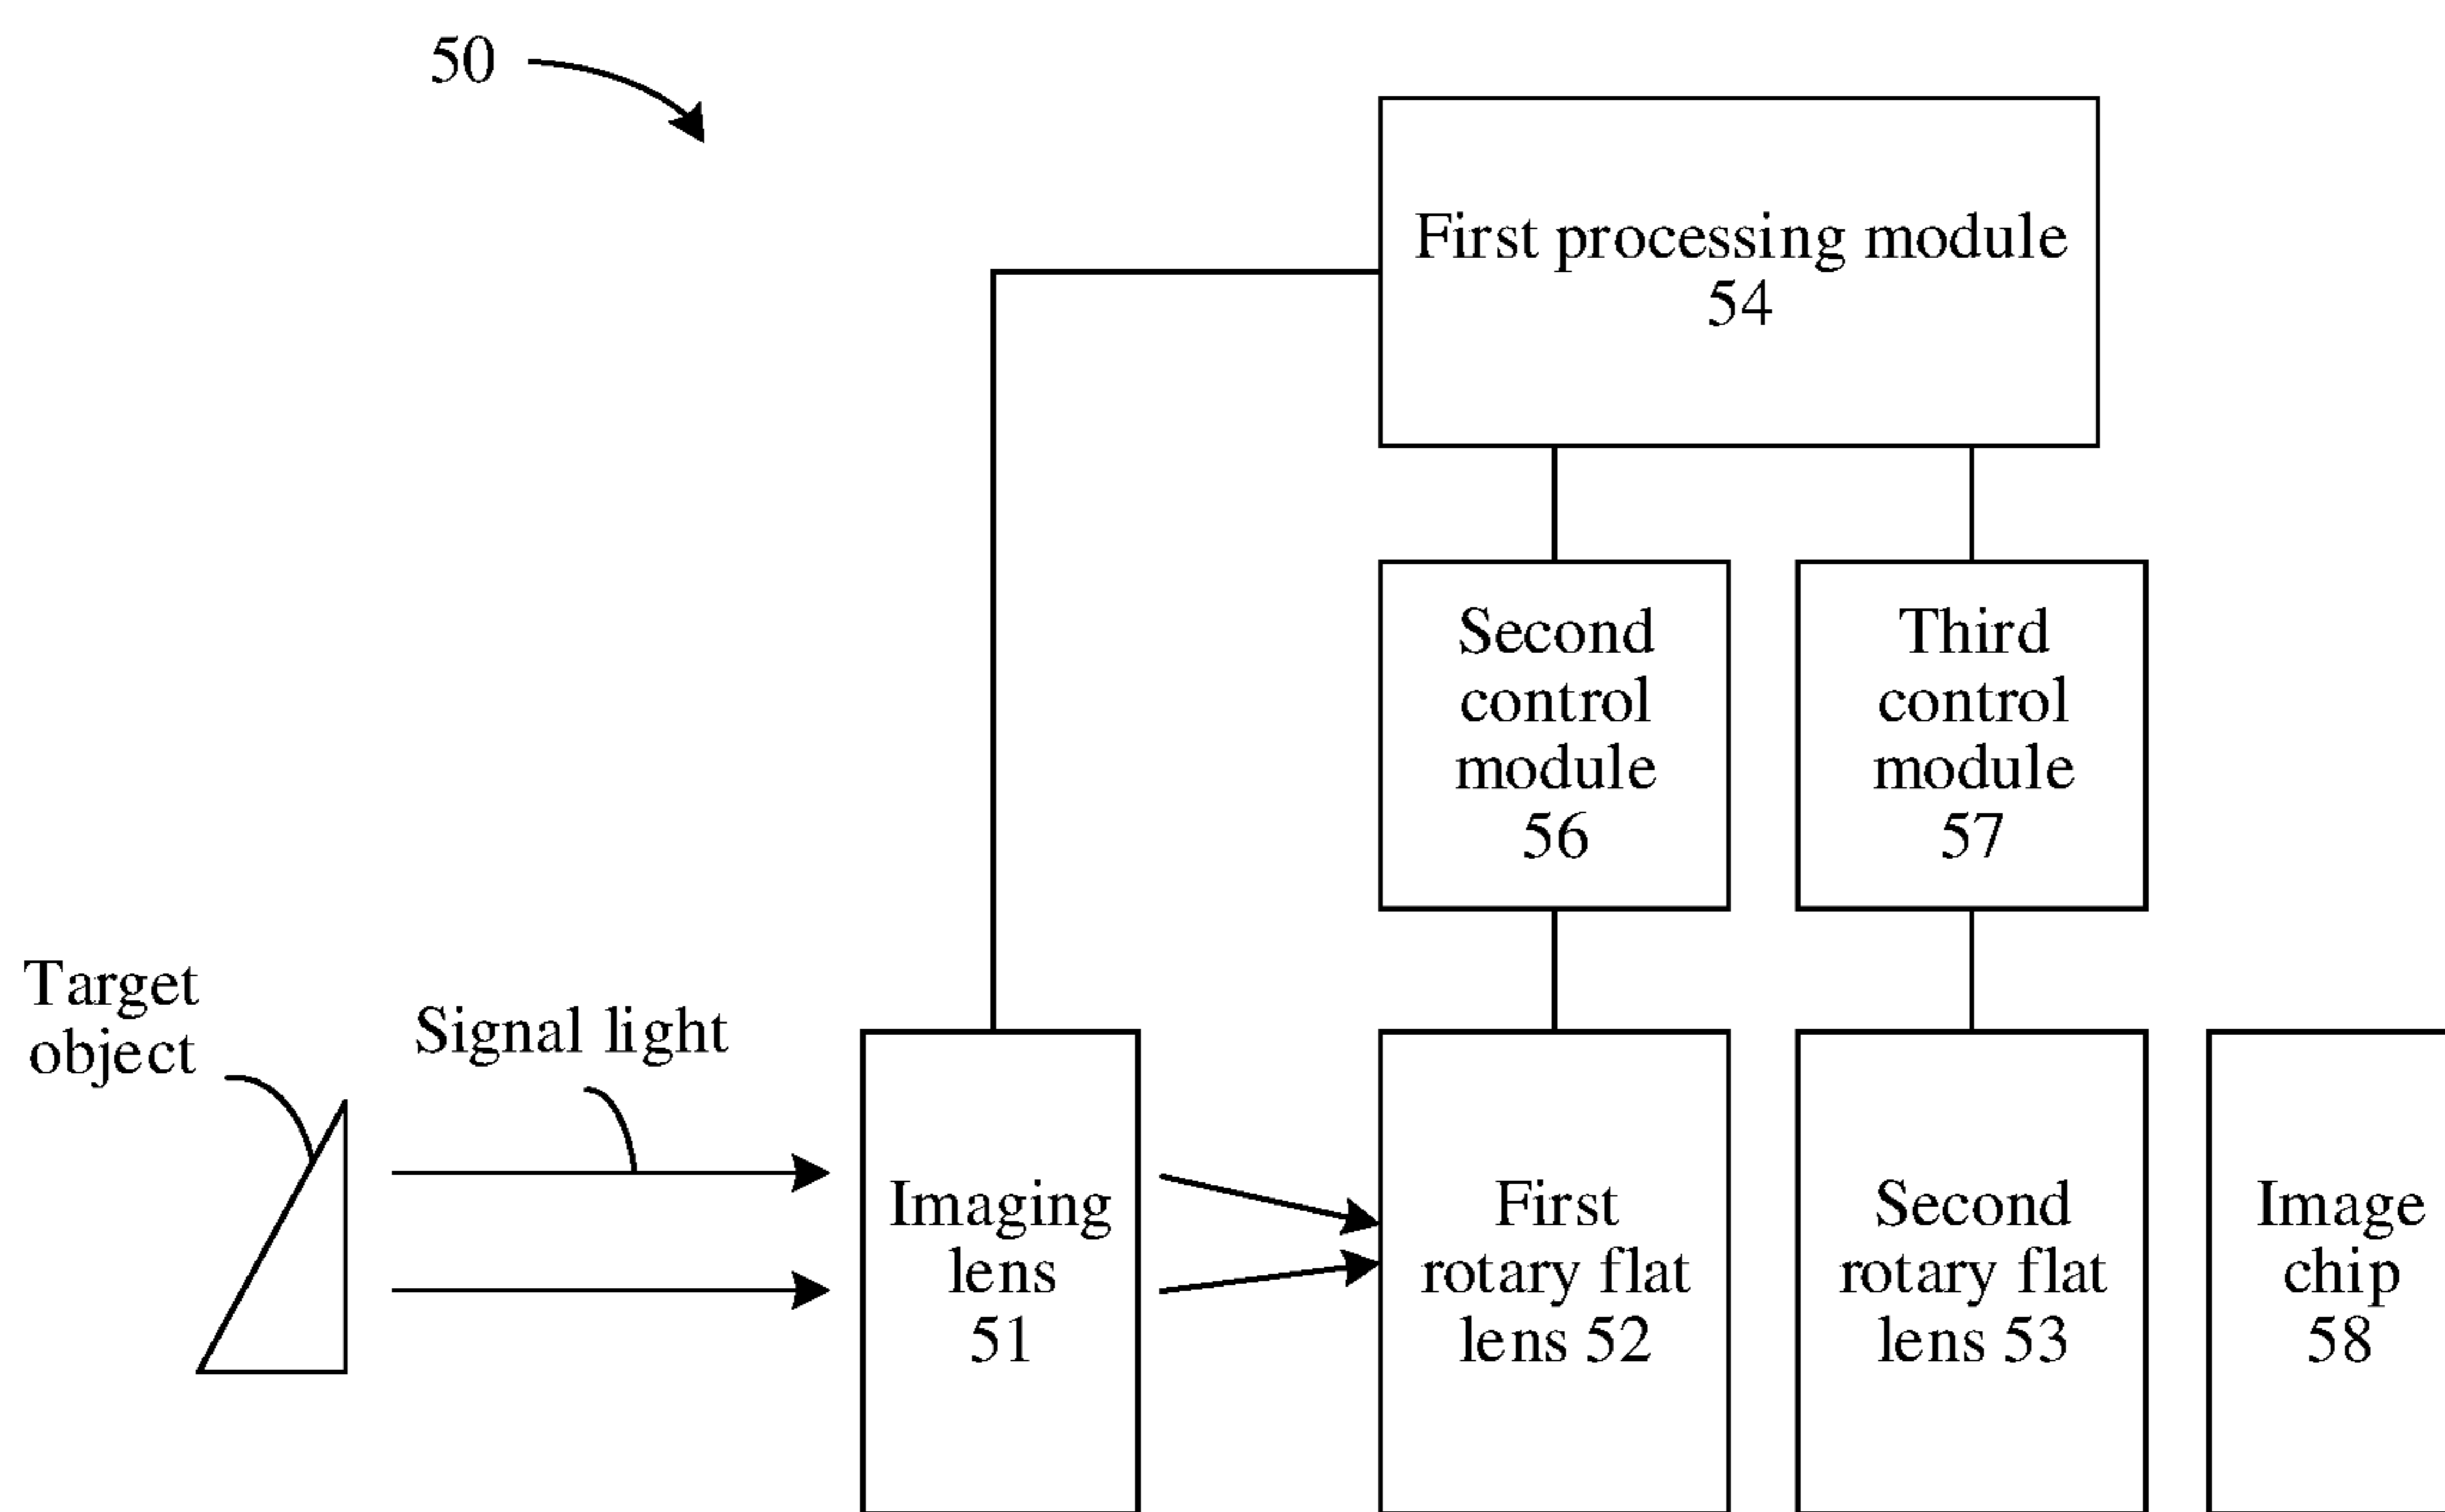 50
First processing module
54
Second
control
module
56
Third
control
module
57
Target
object
Signal light
Imaging
lens
51
First
rotary flat
lens 52
Second
rotary flat
lens 53
Image
chip
58